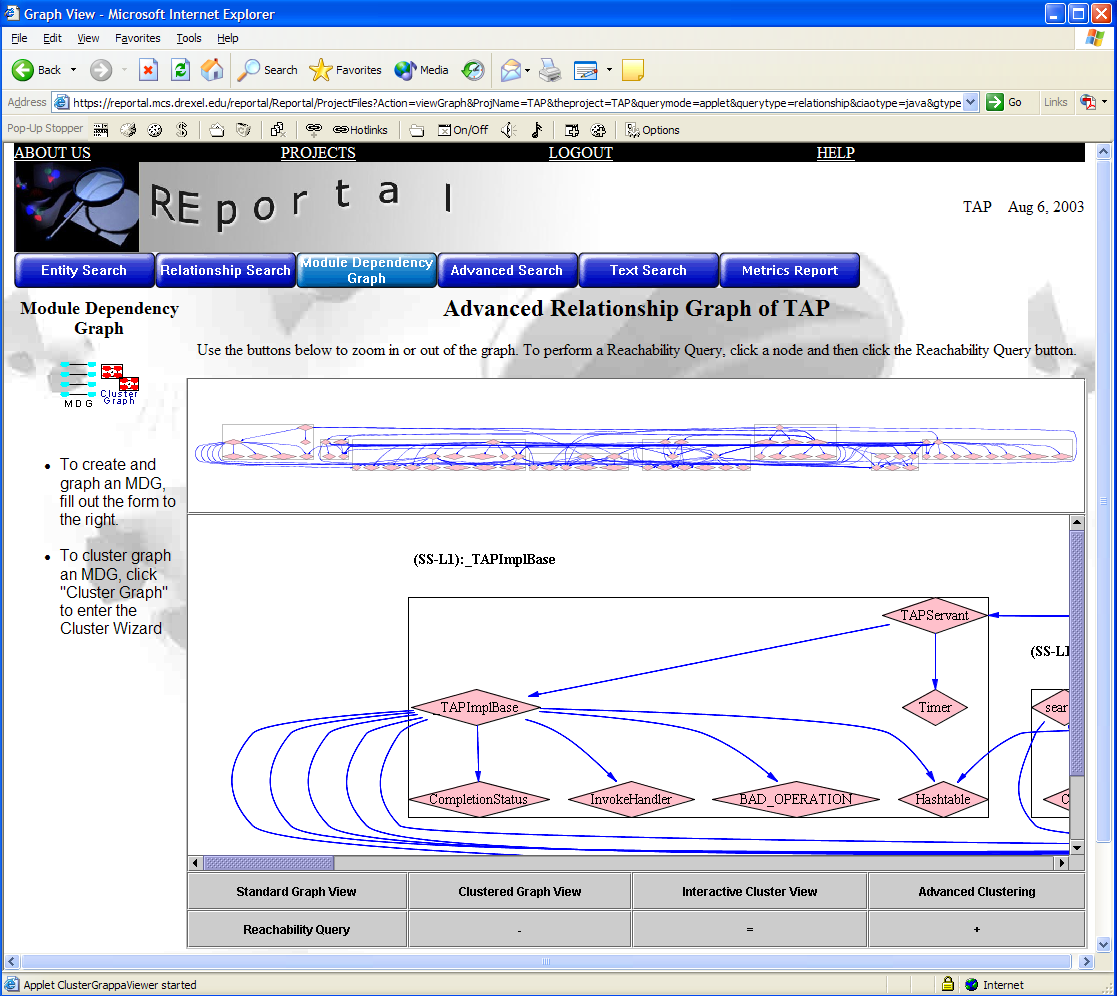 Graph View - Microsoft Internet Explorer
File Edit View Favorites Tools Help
Back Search Favorites Media
Address https://reportal.mcs.drexel.edu/reportal/Reportal/ProjectFiles?Action=viewGraph&ProjName=TAP&theproject=TAP&querymode=applet&querytype=relationship&ciaotype=java&gtype Go Links
Pop-Up Stopper Hotlinks On/Off Options
ABOUT US PROJECTS LOGOUT HELP
REportal
TAP Aug 6, 2003
Entity Search Relationship Search Module Dependency Graph Advanced Search Text Search Metrics Report
Module Dependency
Graph
MDG
Cluster
Graph
To create and
graph an MDG,
fill out the form to
the right.
To cluster graph
an MDG, click
"Cluster Graph"
to enter the
Cluster Wizard
Advanced Relationship Graph of TAP
Use the buttons below to zoom in or out of the graph. To perform a Reachability Query, click a node and then click the Reachability Query button.
(SS-L1):_TAPImplBase
TAPServant
(SS-L1
_TAPImplBase
Timer
sear
CompletionStatus
InvokeHandler
BAD_OPERATION
Hashtable
C
Standard Graph View Clustered Graph View Interactive Cluster View Advanced Clustering
Reachability Query - = +
Applet ClusterGrappaViewer started Internet